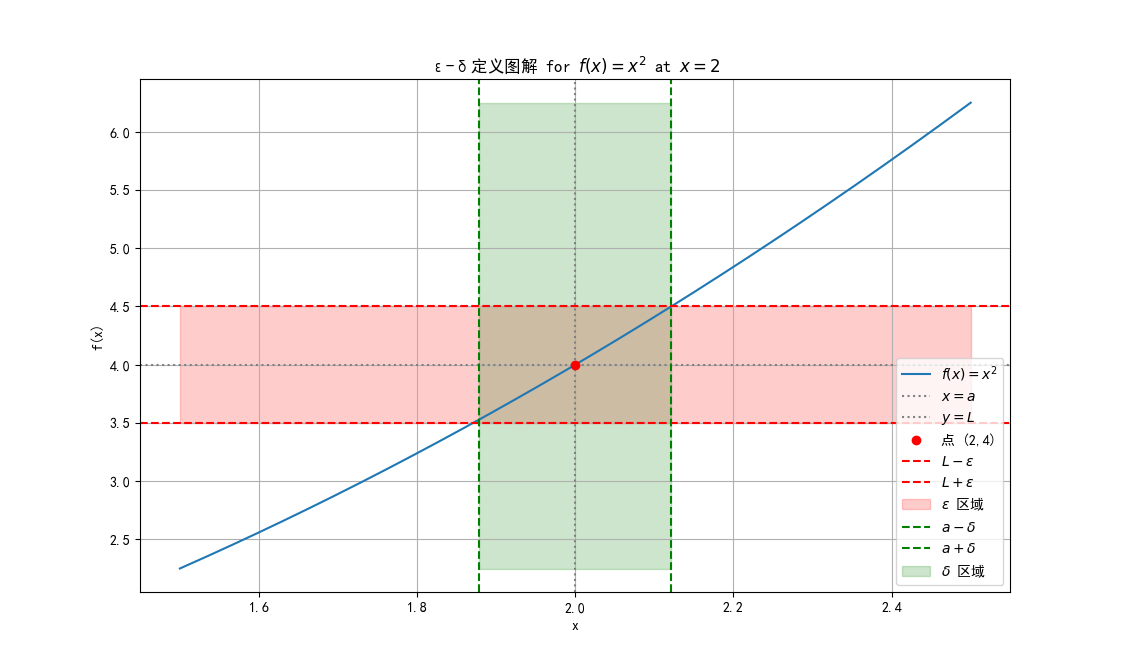 ε-δ 定义图解 for f(x) = x² at x = 2
f(x)
6.0
5.5
5.0
4.5
4.0
3.5
3.0
2.5
1.6
1.8
2.0
2.2
2.4
x
f(x) = x²
x = a
y = L
点 (2,4)
L − ε
L + ε
ε 区域
a − δ
a + δ
δ 区域